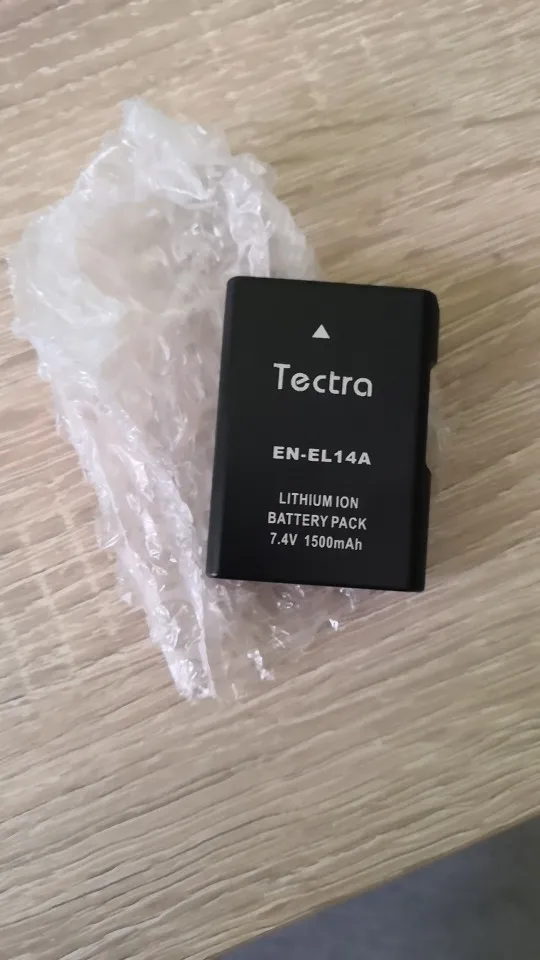 Tectra
EN-EL14A
LITHIUM ION
BATTERY PACK
7.4V 1500mAh